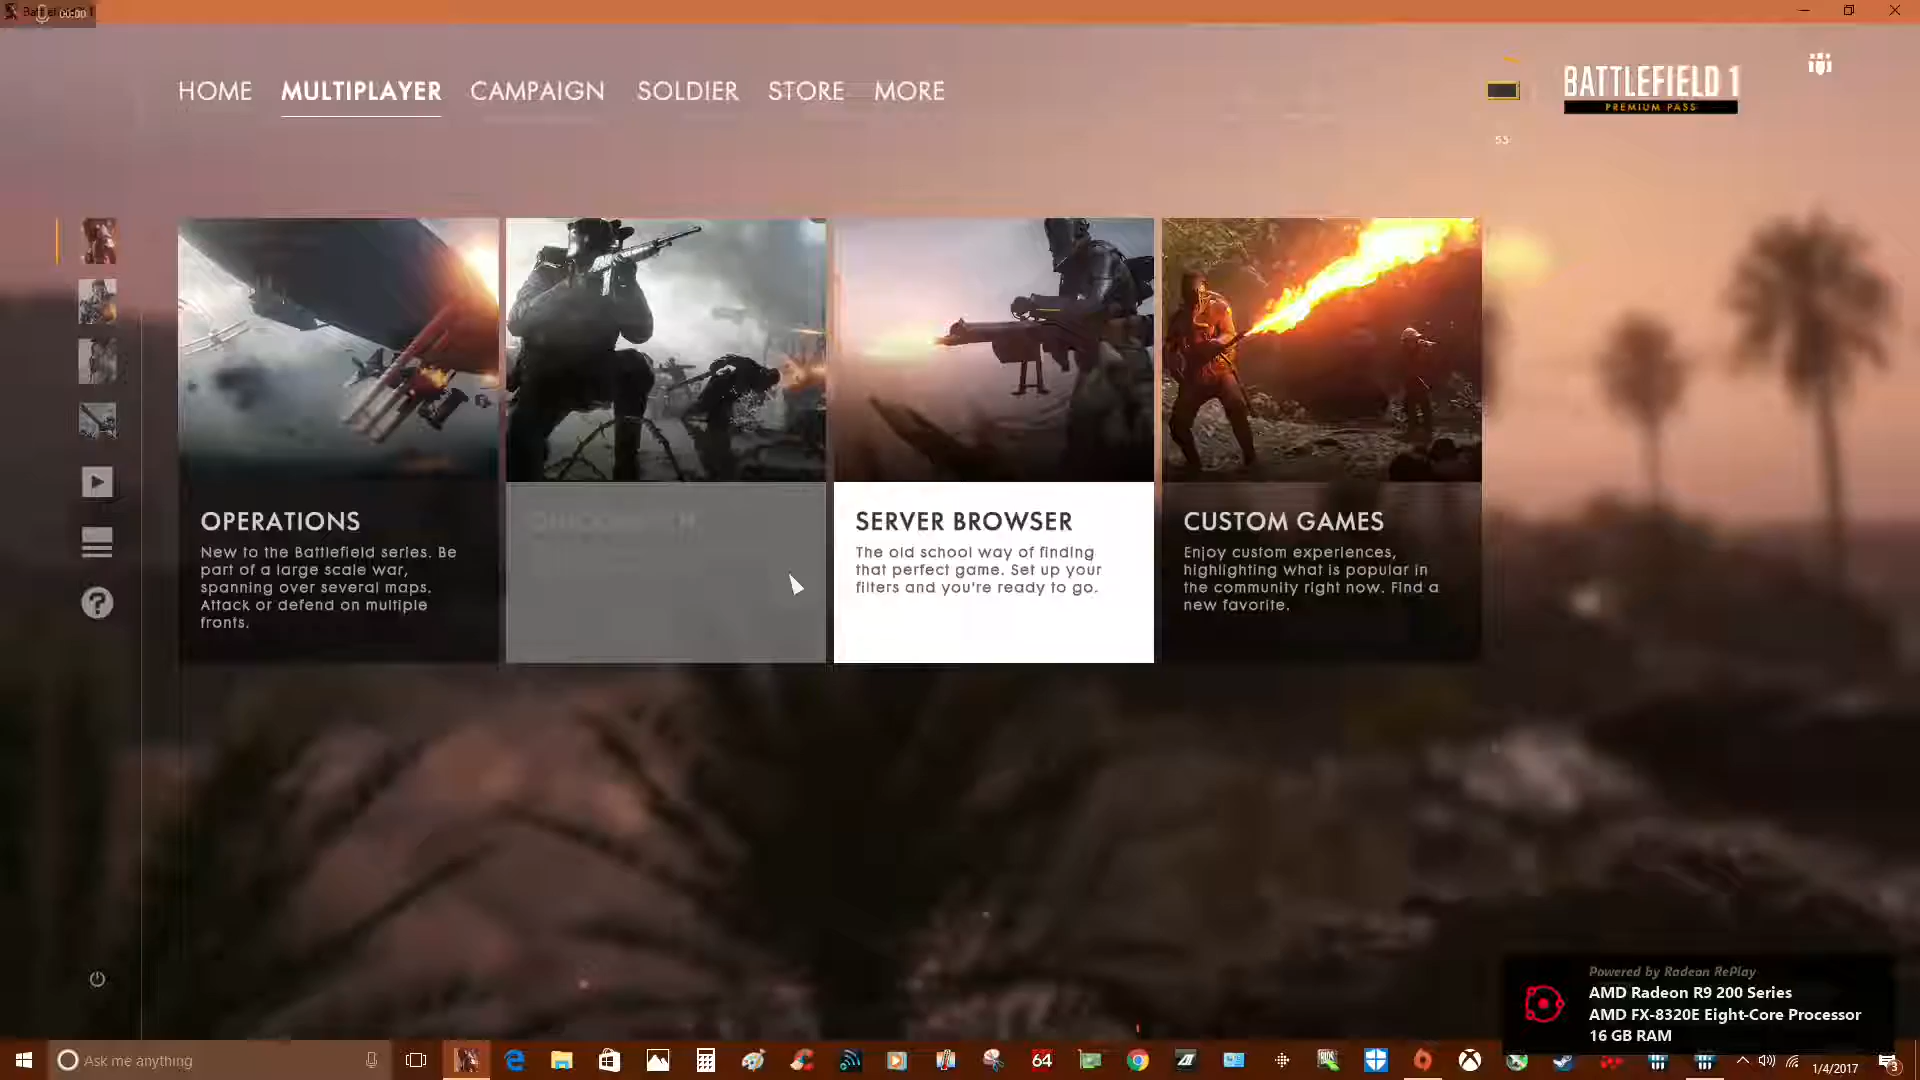 00:00
HOME MULTIPLAYER CAMPAIGN SOLDIER STORE MORE
BATTLEFIELD 1
PREMIUM PASS
53
OPERATIONS
New to the Battlefield series. Be
part of a large scale war,
spanning over several maps.
Attack or defend on multiple
fronts.
SERVER BROWSER
The old school way of finding
that perfect game. Set up your
filters and you're ready to go.
CUSTOM GAMES
Enjoy custom experiences,
highlighting what is popular in
the community right now. Find a
new favorite.
Powered by Radeon RePlay
AMD Radeon R9 200 Series
AMD FX-8320E Eight-Core Processor
16 GB RAM
Ask me anything
64
1/4/2017
3